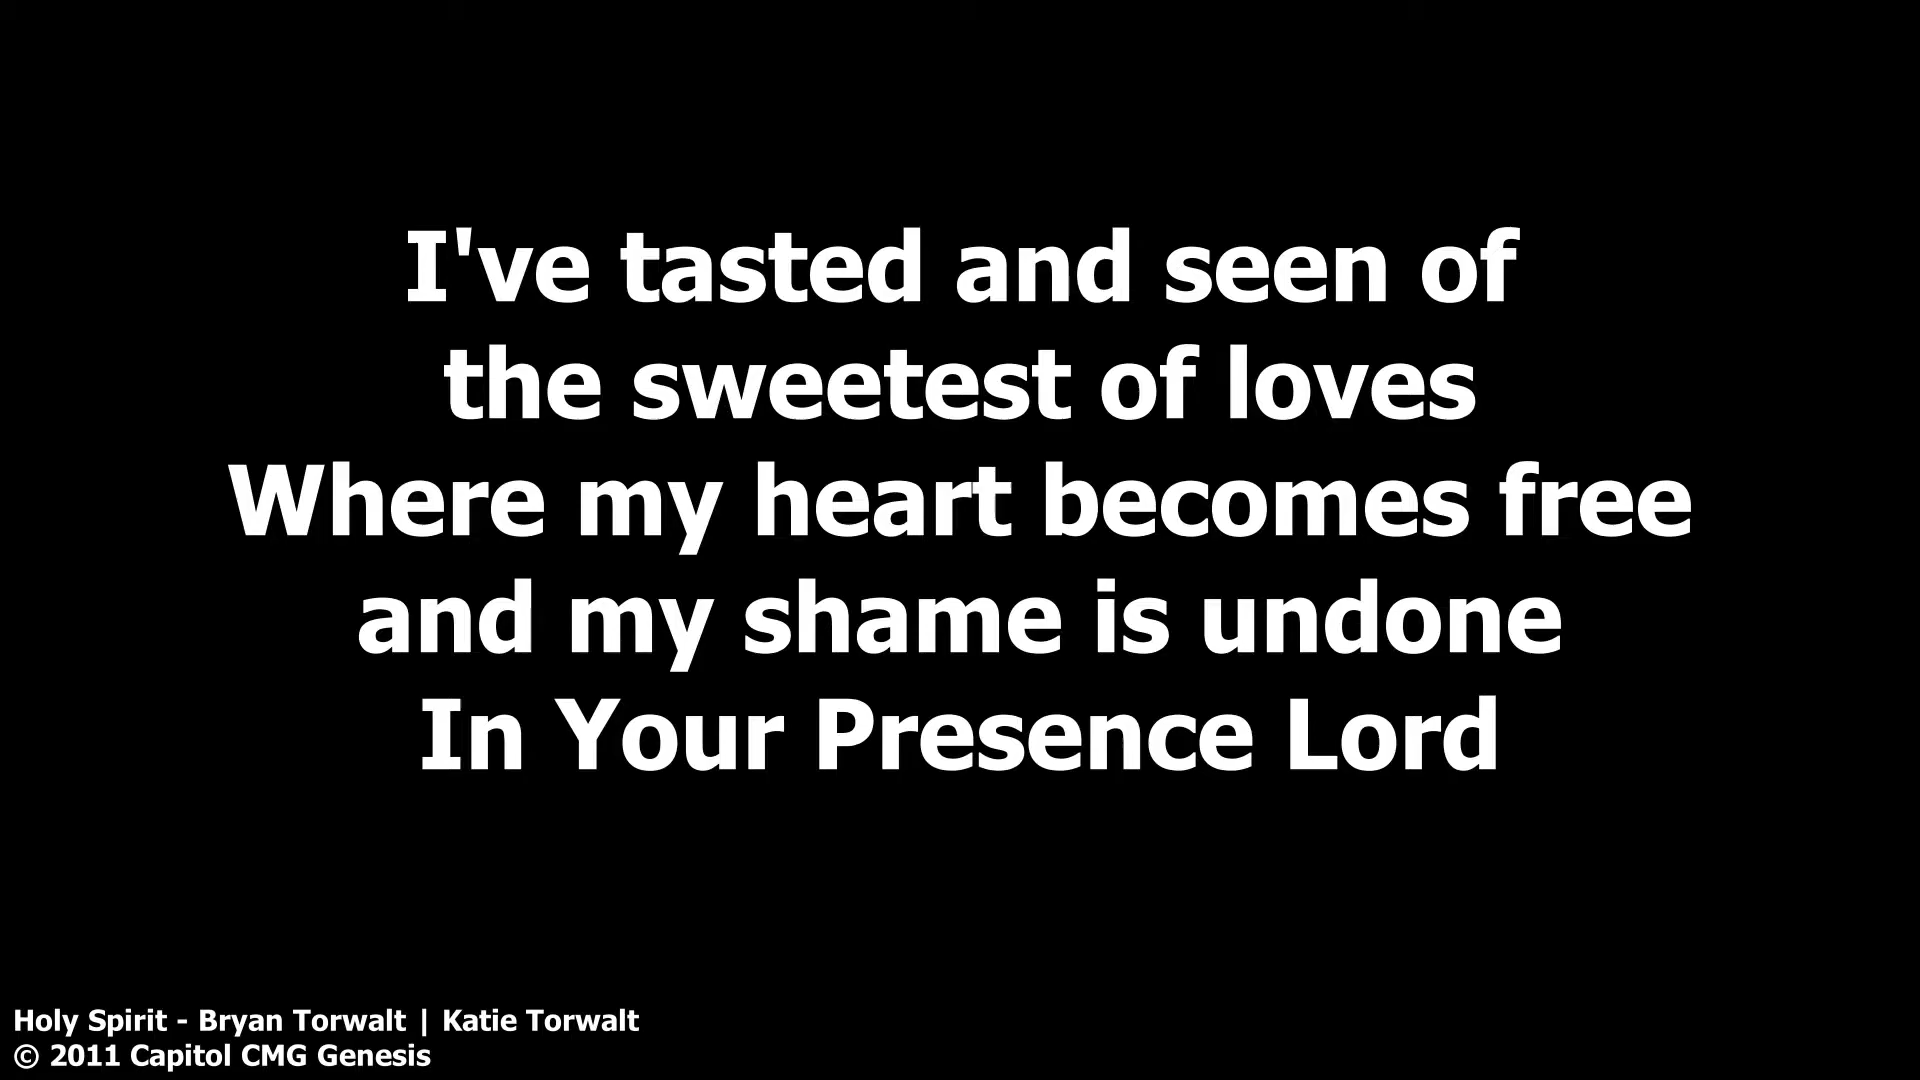 I've tasted and seen of
the sweetest of loves
Where my heart becomes free
and my shame is undone
In Your Presence Lord
Holy Spirit - Bryan Torwalt | Katie Torwalt
© 2011 Capitol CMG Genesis